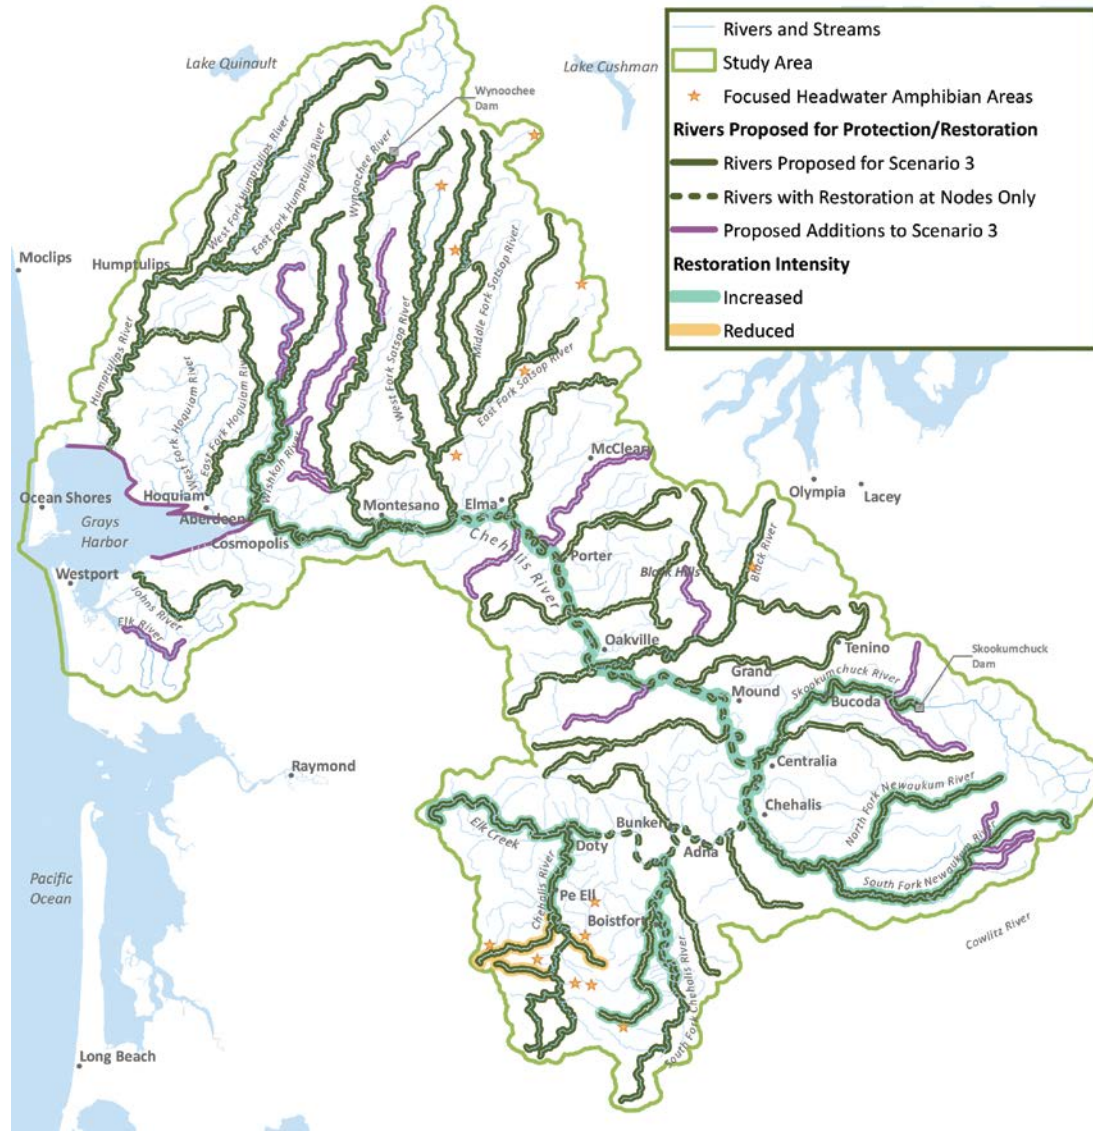 Rivers and Streams
Study Area
Focused Headwater Amphibian Areas
Rivers Proposed for Protection/Restoration
Rivers Proposed for Scenario 3
Rivers with Restoration at Nodes Only
Proposed Additions to Scenario 3
Restoration Intensity
Increased
Reduced
Lake Quinault
Lake Cushman
Wynoochee
Dam
West Fork Humptulips River
East Fork Humptulips River
Wynoochee River
Moclips
Humptulips
Humptulips River
West Fork Hoquiam River
East Fork Hoquiam Riv
Wishkah River
West Fork Satsop River
Middle Fork Satsop River
East Fork Satsop River
McCleary
Olympia
Lacey
Ocean Shores
Hoquiam
Grays
Harbor
Aberdeen
Cosmopolis
Montesano
Elma
Chehalis River
Porter
Black Hills
Black River
Westport
Johns River
Elk River
Oakville
Tenino
Skookumchuck
Dam
Grand
Mound
Skookumchuck River
Bucoda
Raymond
Centralia
Chehalis
North Fork Newaukum River
South Fork Newaukum River
Elk Creek
Bunker
Doty
Adna
Chehalis River
Pe Ell
Boistfort
South Fork Chehalis River
Cowlitz River
Pacific
Ocean
Long Beach